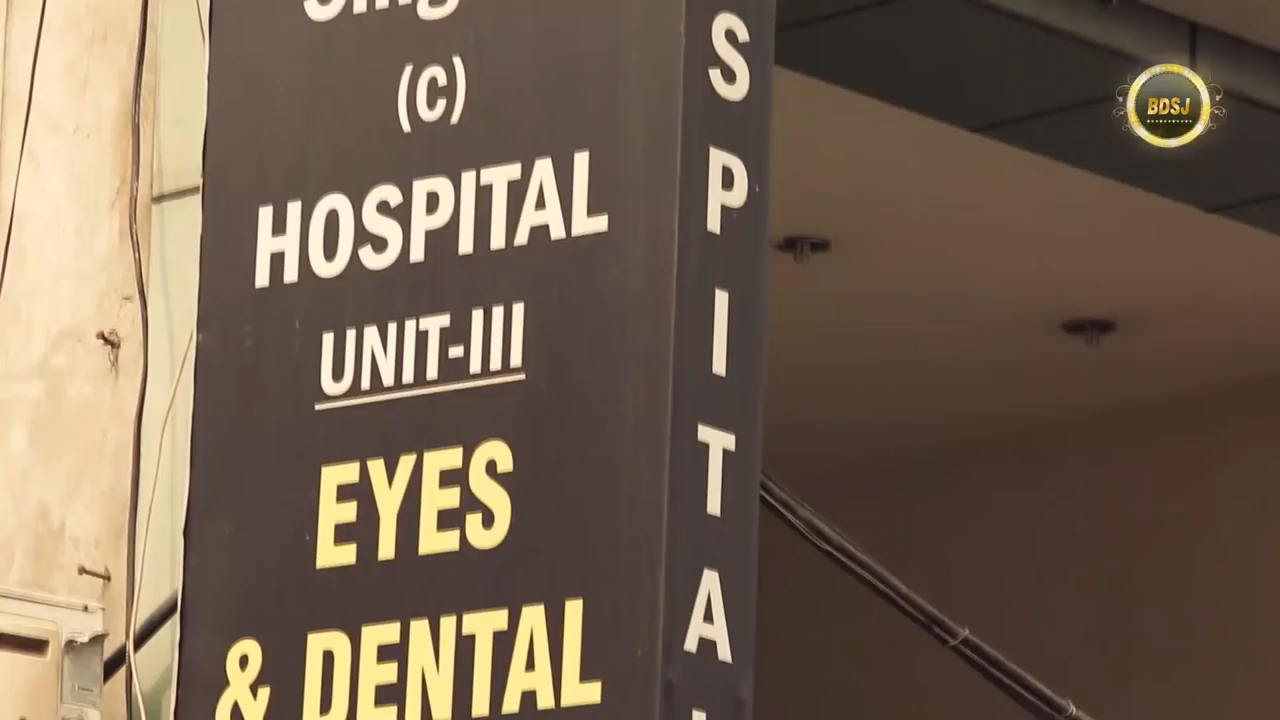 (C)
HOSPITAL
UNIT-III
EYES
& DENTAL
SPITA
BDSJ